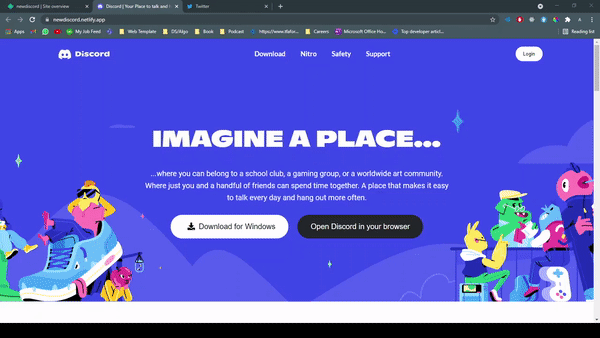 newdiscord | Site overview
Discord | Your Place to Talk and H
Twitter
newdiscord.netlify.app
Apps
My Job Feed
Web Template
DS/Algo
Book
Podcast
Careers
Microsoft Office Ho...
Top developer articl...
Reading list
Discord
Download
Nitro
Safety
Support
Login
IMAGINE A PLACE...
...where you can belong to a school club, a gaming group, or a worldwide art community.
Where just you and a handful of friends can spend time together. A place that makes it easy
to talk every day and hang out more often.
Download for Windows
Open Discord in your browser